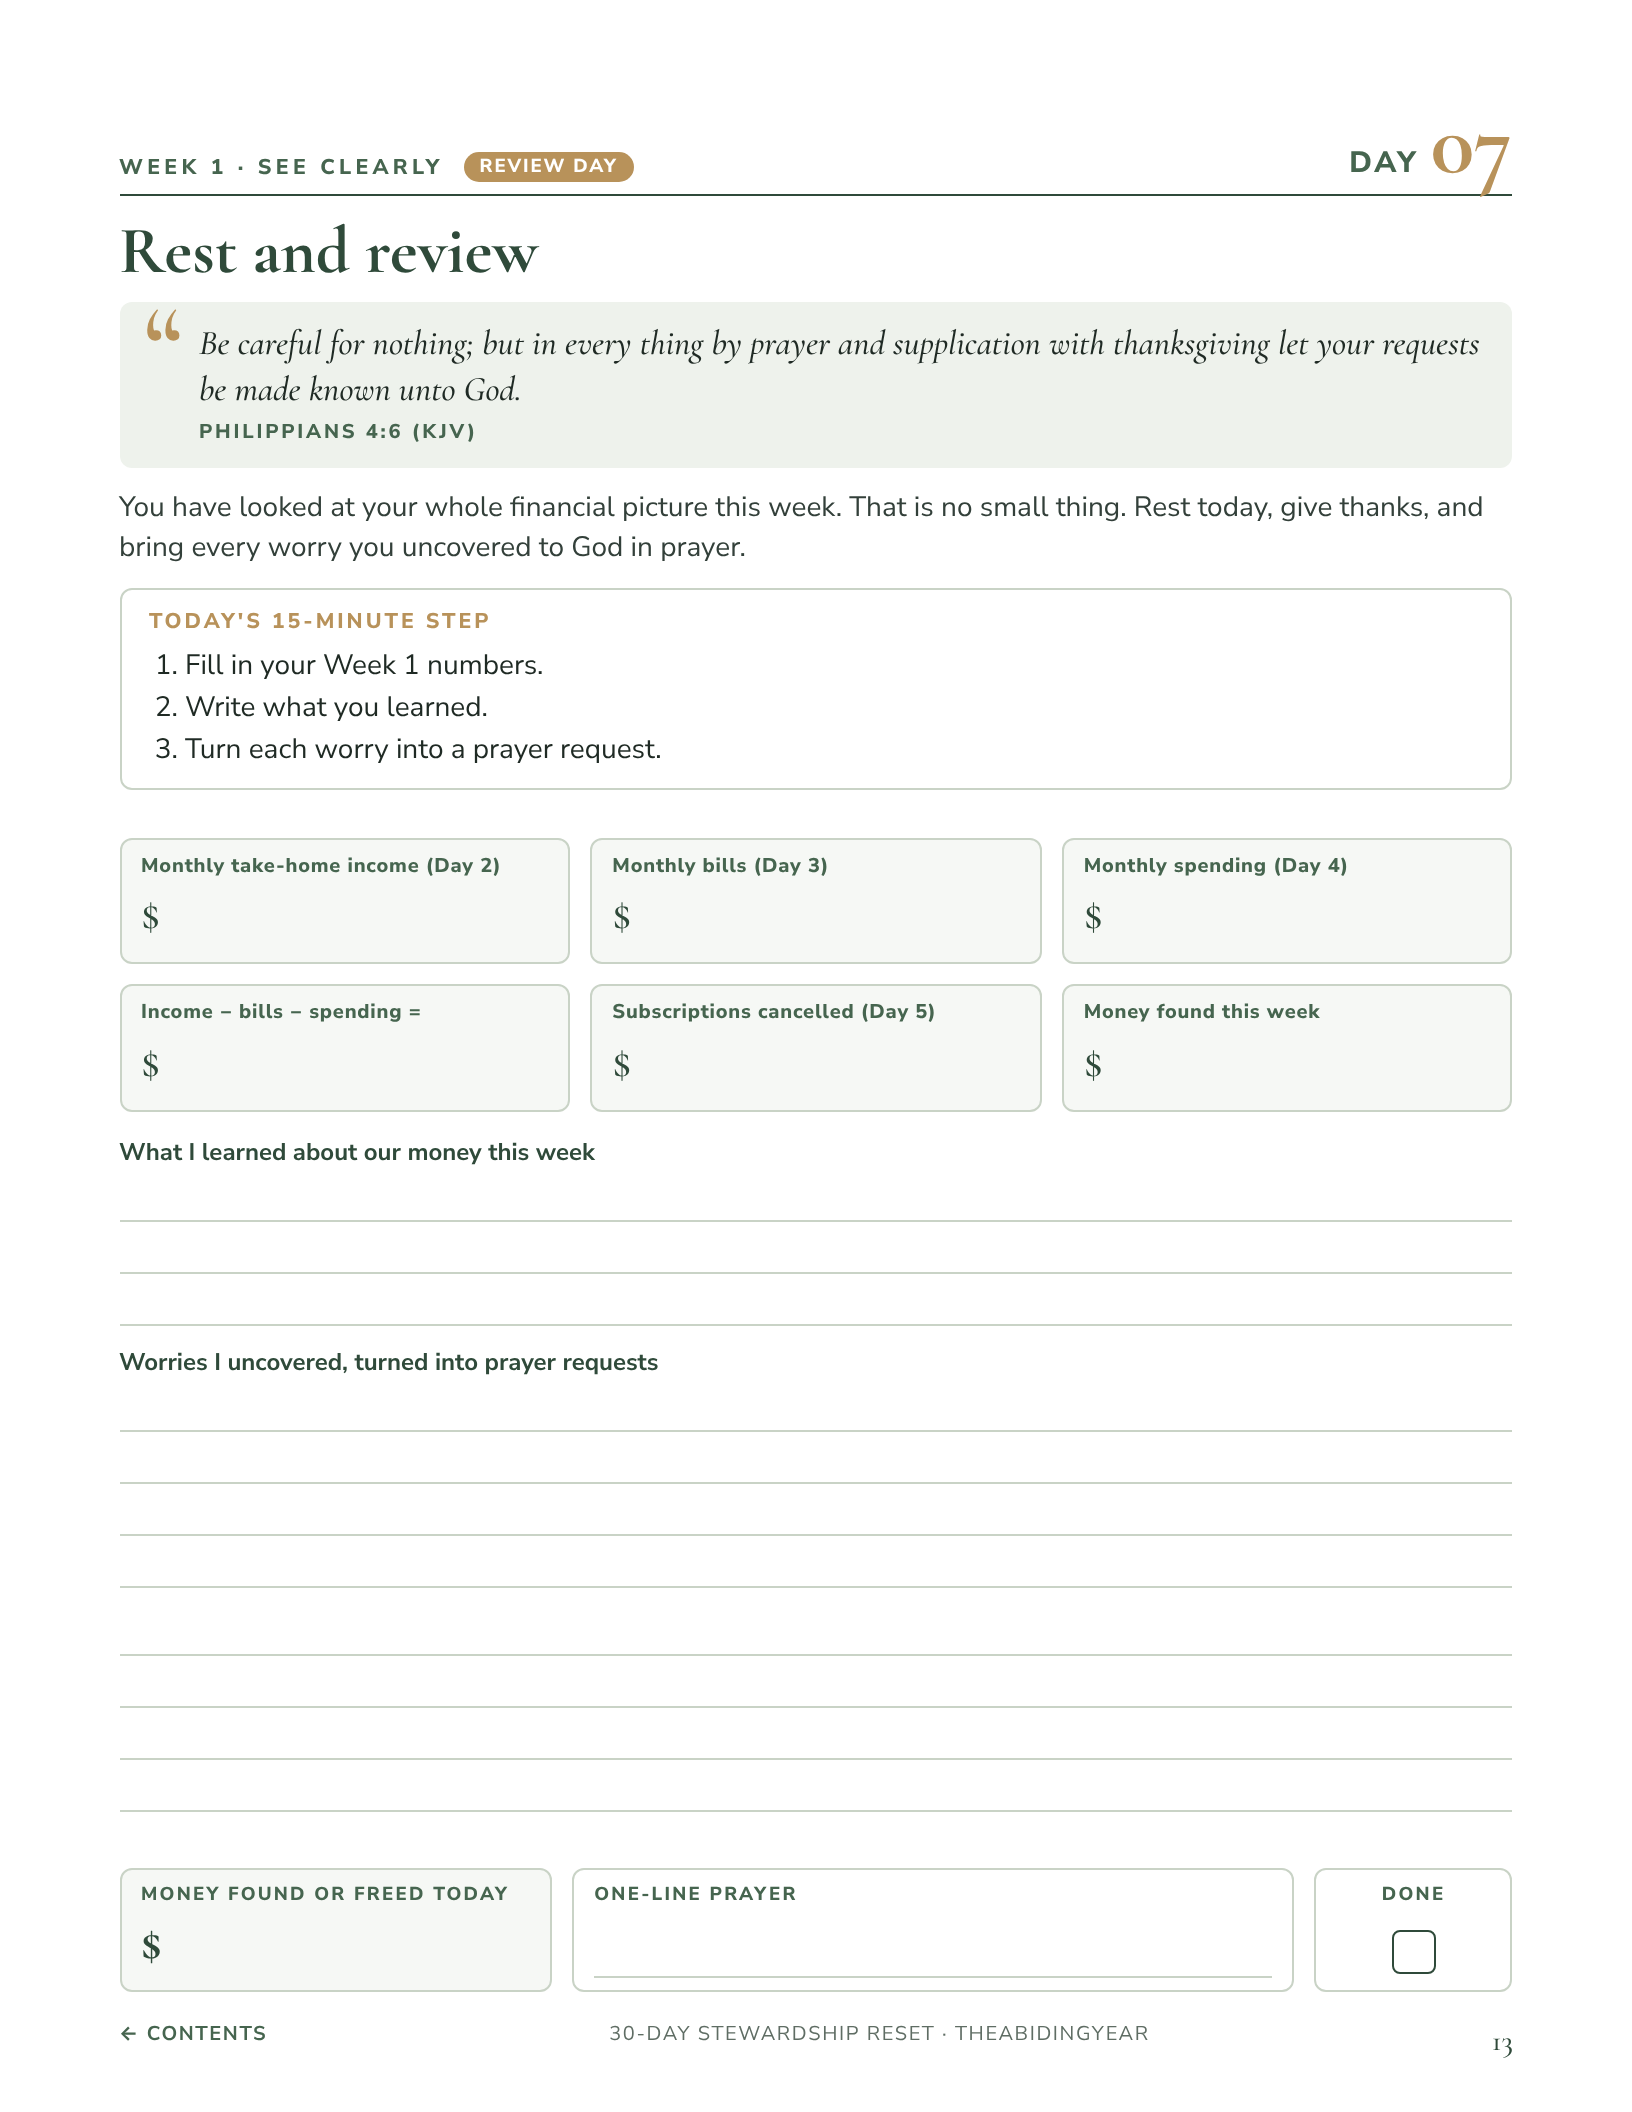 WEEK 1 · SEE CLEARLY REVIEW DAY DAY 07
Rest and review
“Be careful for nothing; but in every thing by prayer and supplication with thanksgiving let your requests
be made known unto God.
PHILIPPIANS 4:6 (KJV)
You have looked at your whole financial picture this week. That is no small thing. Rest today, give thanks, and
bring every worry you uncovered to God in prayer.
TODAY'S 15-MINUTE STEP
1. Fill in your Week 1 numbers.
2. Write what you learned.
3. Turn each worry into a prayer request.
Monthly take-home income (Day 2)
$
Monthly bills (Day 3)
$
Monthly spending (Day 4)
$
Income – bills – spending =
$
Subscriptions cancelled (Day 5)
$
Money found this week
$
What I learned about our money this week
Worries I uncovered, turned into prayer requests
MONEY FOUND OR FREED TODAY
$
ONE-LINE PRAYER
DONE
← CONTENTS
30-DAY STEWARDSHIP RESET · THEABIDINGYEAR
13